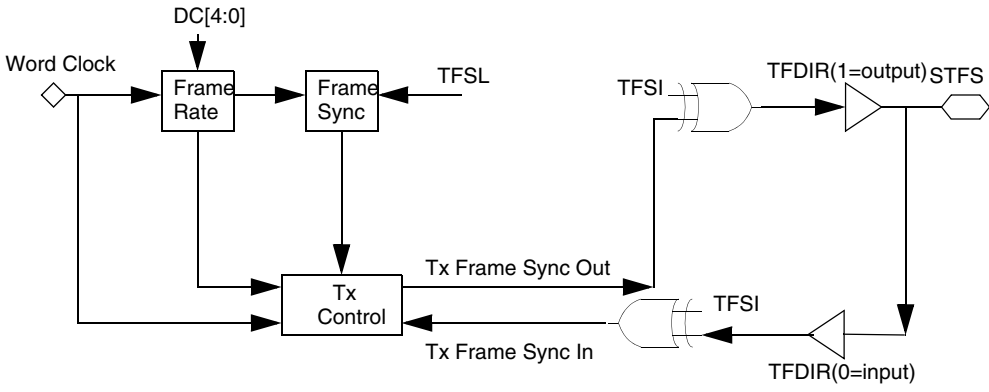 DC[4:0]
Word Clock
Frame
Rate
Frame
Sync
TFSL
TFSI
TFDIR(1=output)
STFS
Tx
Control
Tx Frame Sync Out
Tx Frame Sync In
TFSI
TFDIR(0=input)